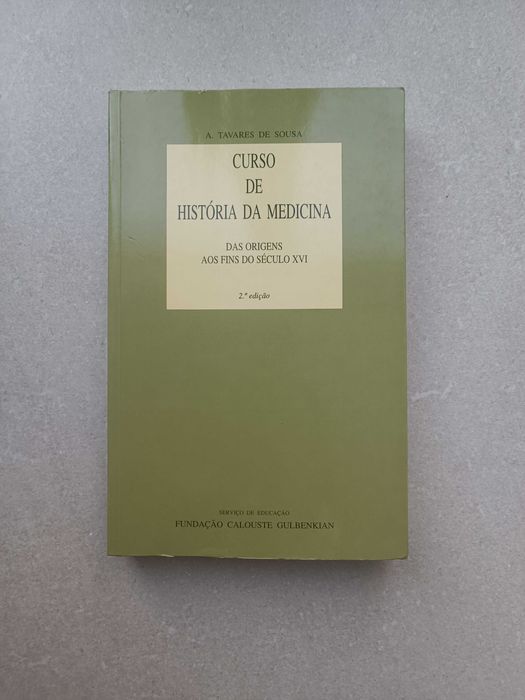 A. TAVARES DE SOUSA
CURSO
DE
HISTÓRIA DA MEDICINA
DAS ORIGENS
AOS FINS DO SÉCULO XVI
2.ª edição
SERVIÇO DE EDUCAÇÃO
FUNDAÇÃO CALOUSTE GULBENKIAN